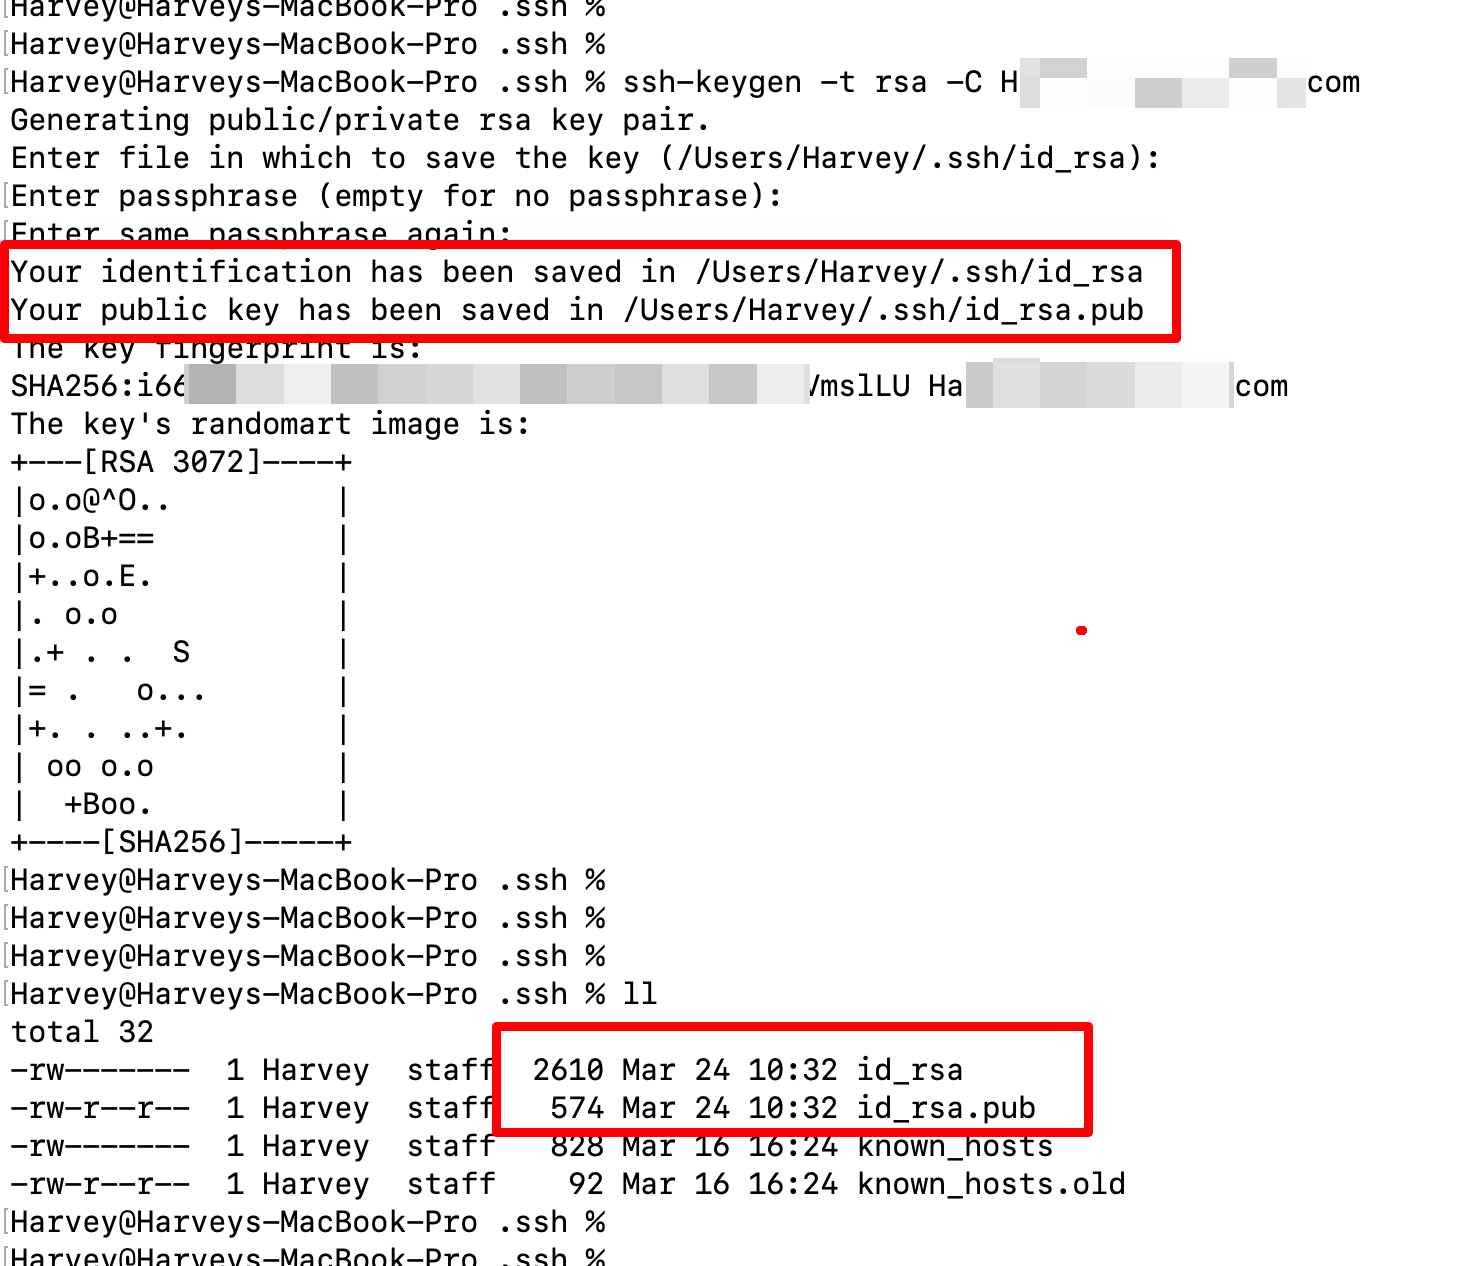 Harvey@Harveys-MacBook-Pro .ssh %
Harvey@Harveys-MacBook-Pro .ssh %
Harvey@Harveys-MacBook-Pro .ssh % ssh-keygen -t rsa -C H com
Generating public/private rsa key pair.
Enter file in which to save the key (/Users/Harvey/.ssh/id_rsa):
Enter passphrase (empty for no passphrase):
Enter same passphrase again:
Your identification has been saved in /Users/Harvey/.ssh/id_rsa
Your public key has been saved in /Users/Harvey/.ssh/id_rsa.pub
The key fingerprint is:
SHA256:i66 /mslLU Ha com
The key's randomart image is:
+---[RSA 3072]----+
|o.o@^O..         |
|o.oB+==          |
|+..o.E.          |
|. o.o            |
|.+ . .  S        |
|= .   o...       |
|+. . ..+.        |
| oo o.o          |
|  +Boo.          |
+----[SHA256]-----+
Harvey@Harveys-MacBook-Pro .ssh %
Harvey@Harveys-MacBook-Pro .ssh %
Harvey@Harveys-MacBook-Pro .ssh %
Harvey@Harveys-MacBook-Pro .ssh % ll
total 32
-rw-------  1 Harvey  staff  2610 Mar 24 10:32 id_rsa
-rw-r--r--  1 Harvey  staff   574 Mar 24 10:32 id_rsa.pub
-rw-------  1 Harvey  staff   828 Mar 16 16:24 known_hosts
-rw-r--r--  1 Harvey  staff    92 Mar 16 16:24 known_hosts.old
Harvey@Harveys-MacBook-Pro .ssh %
Harvey@Harveys-MacBook-Pro .ssh %